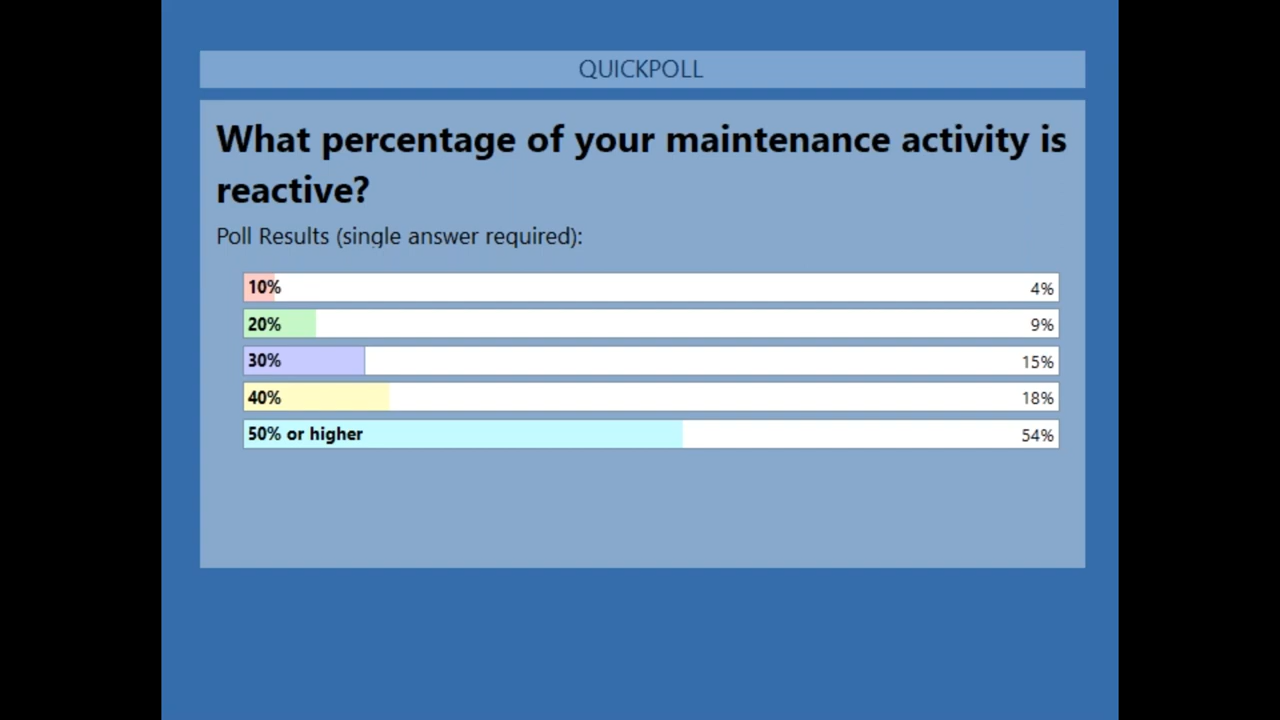 QUICKPOLL
What percentage of your maintenance activity is
reactive?
Poll Results (single answer required):
10% 4%
20% 9%
30% 15%
40% 18%
50% or higher 54%